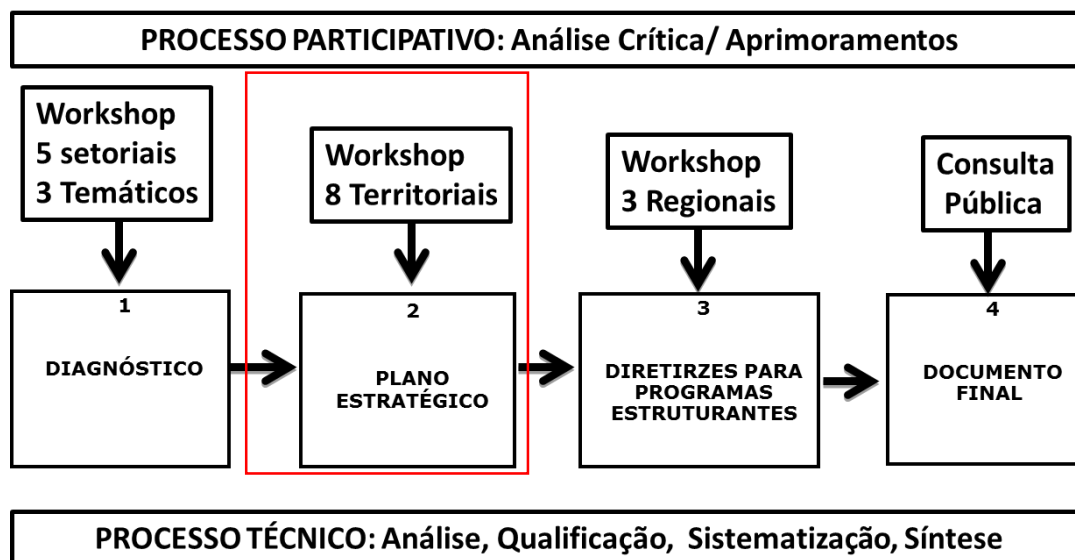 PROCESSO PARTICIPATIVO: Análise Crítica/ Aprimoramentos
Workshop
5 setoriais
3 Temáticos
Workshop
8 Territoriais
Workshop
3 Regionais
Consulta
Pública
1
DIAGNÓSTICO
2
PLANO
ESTRATÉGICO
3
DIRETIRZES PARA
PROGRAMAS
ESTRUTURANTES
4
DOCUMENTO
FINAL
PROCESSO TÉCNICO: Análise, Qualificação, Sistematização, Síntese